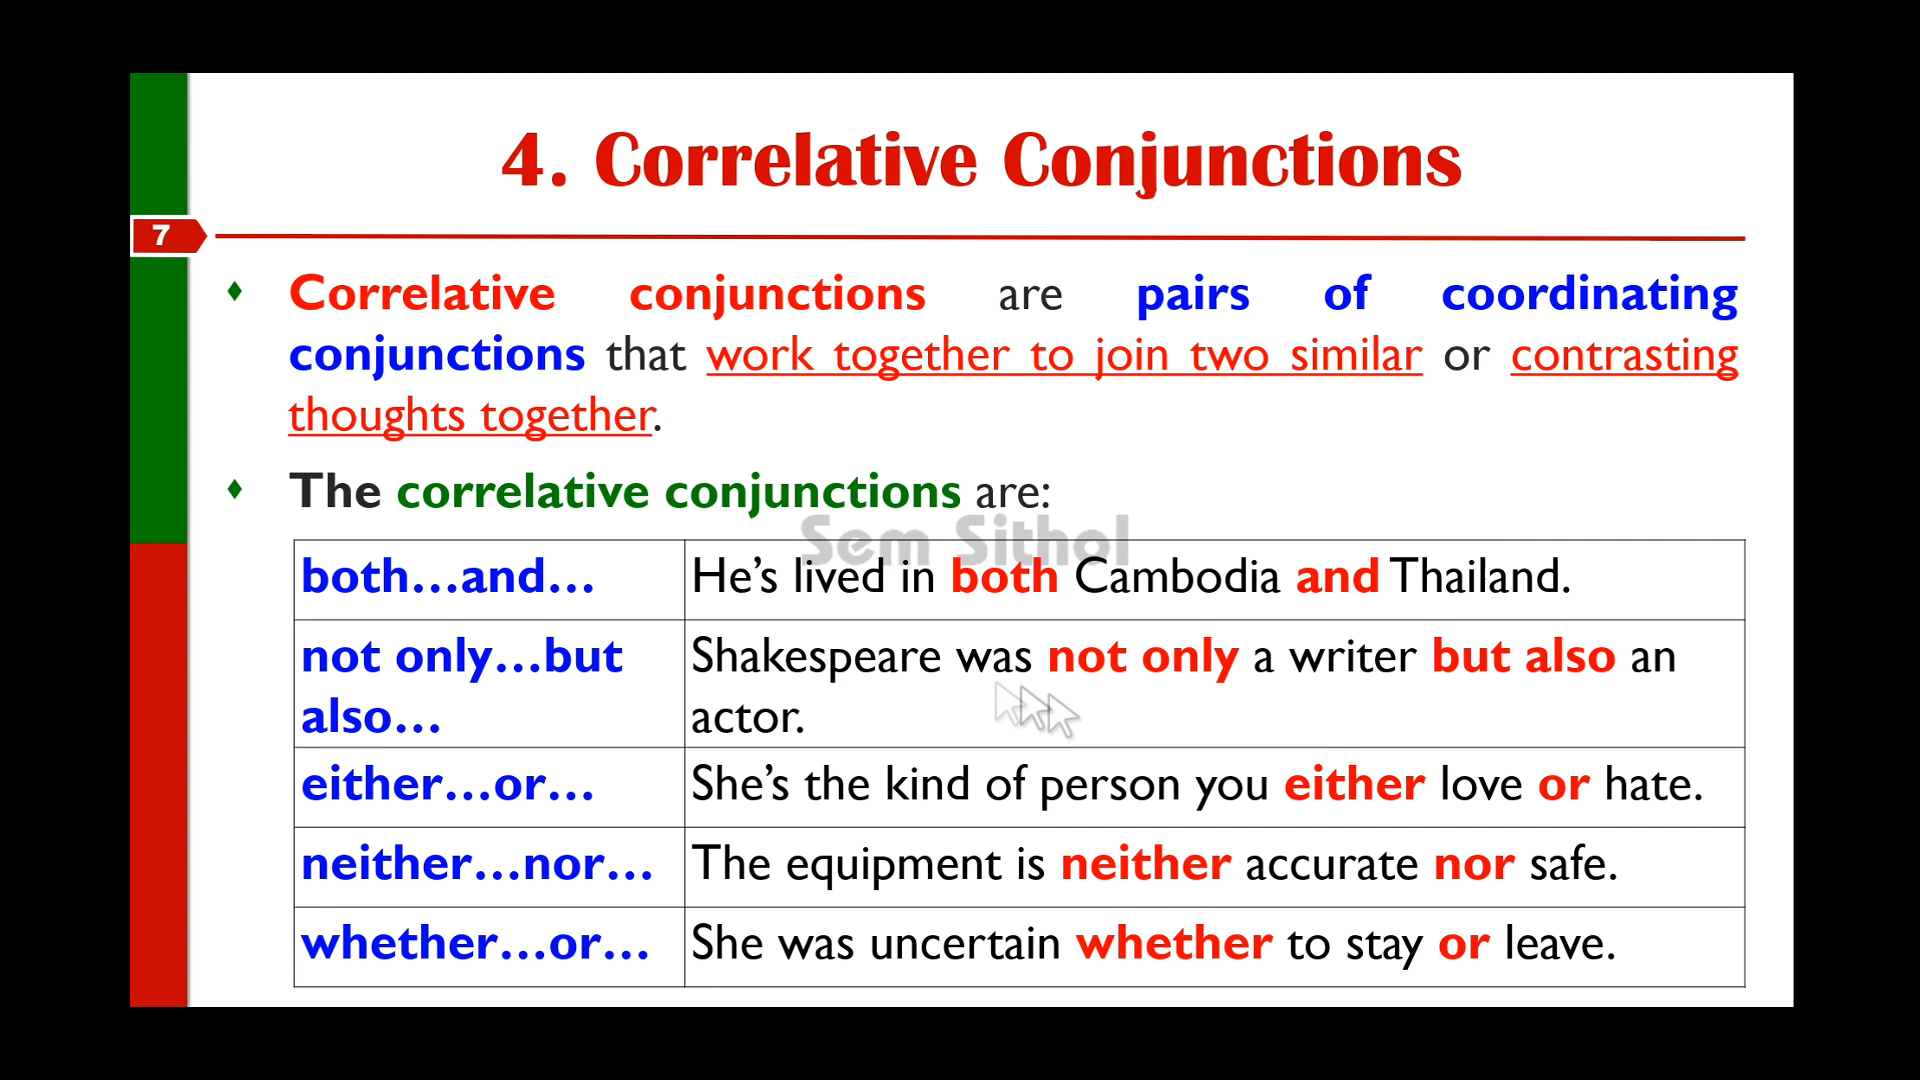 4. Correlative Conjunctions
7
♦ Correlative conjunctions are pairs of coordinating
conjunctions that work together to join two similar or contrasting
thoughts together.
♦ The correlative conjunctions are:
Sem Sithol
both…and… He’s lived in both Cambodia and Thailand.
not only…but also… Shakespeare was not only a writer but also an
actor.
either…or… She’s the kind of person you either love or hate.
neither…nor… The equipment is neither accurate nor safe.
whether…or… She was uncertain whether to stay or leave.